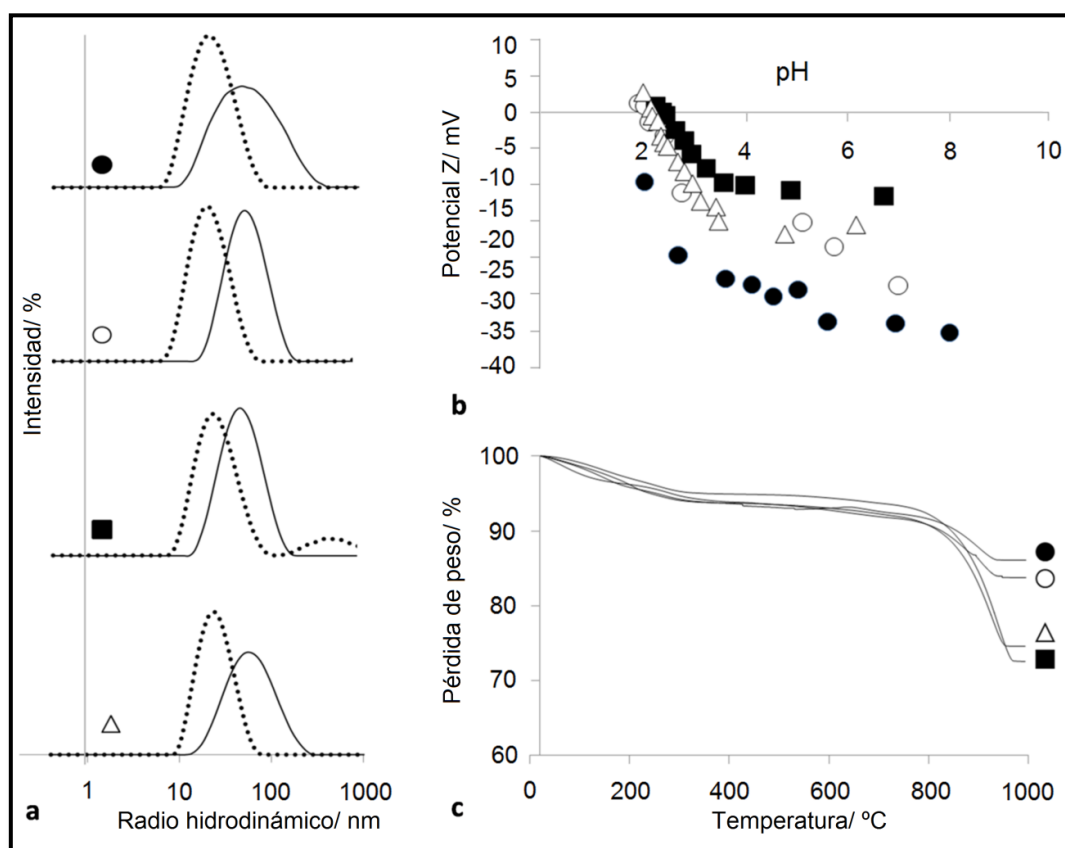 Intensidad/ %
1 10 100 1000
Radio hidrodinámico/ nm
a
Potencial Z/ mV
10
5
0
-5
-10
-15
-20
-25
-30
-35
-40
pH
2 4 6 8 10
b
Pérdida de peso/ %
100
90
80
70
60
0 200 400 600 800 1000
Temperatura/ ºC
c